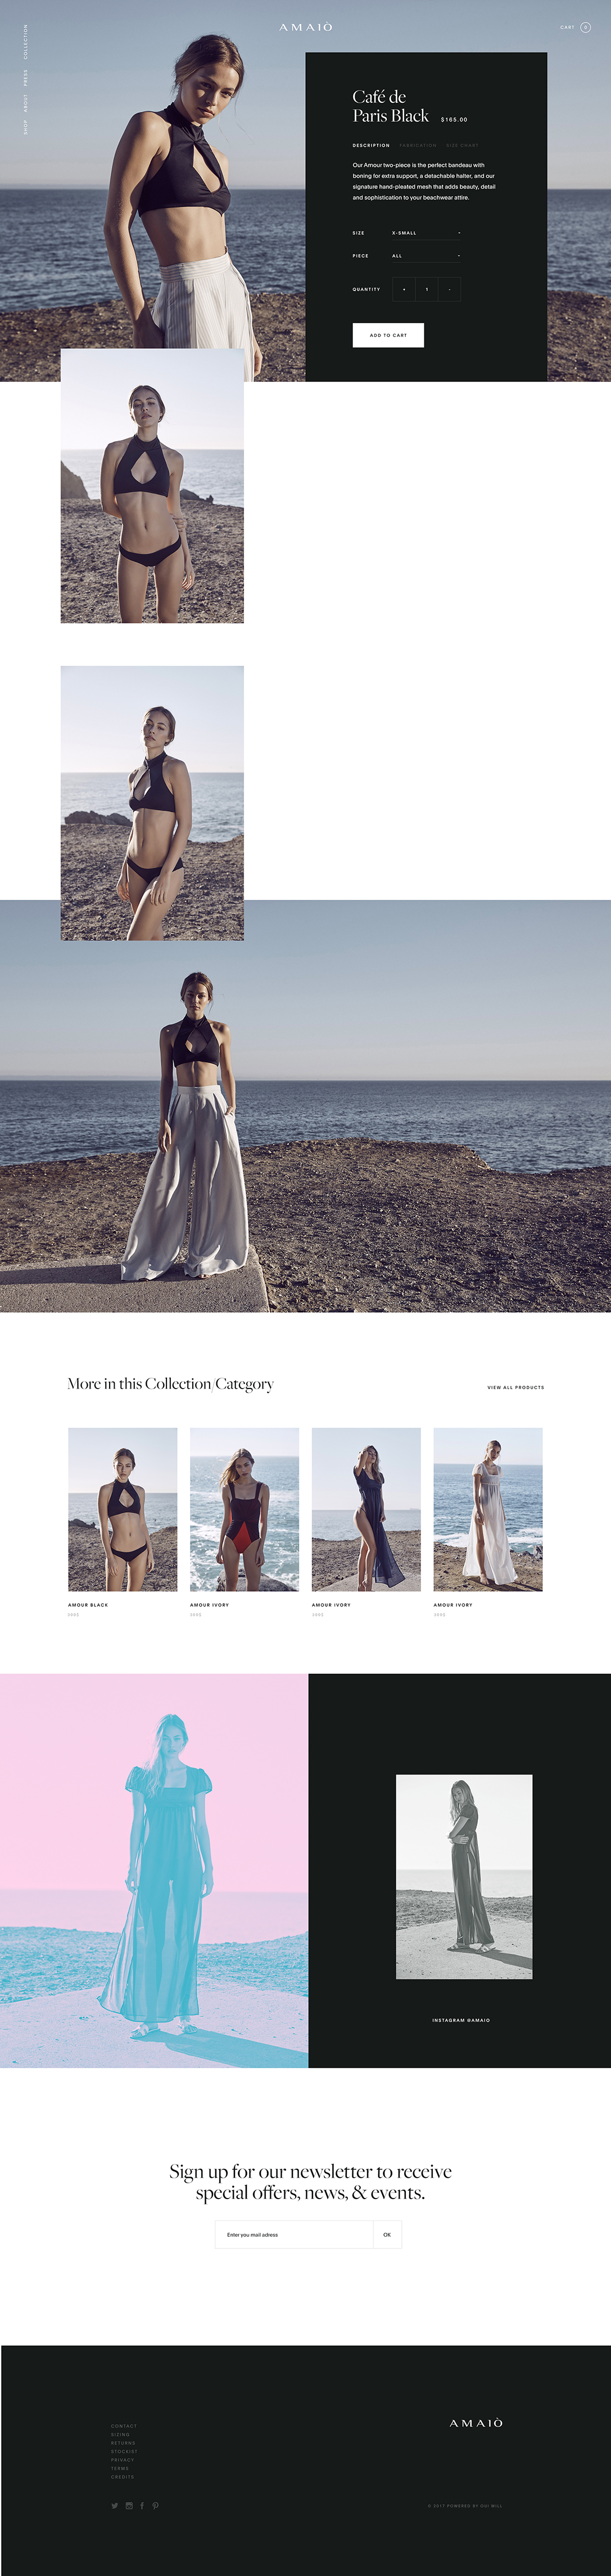 COLLECTION
PRESS
ABOUT
SHOP
AMAIÒ
CART 0
Café de
Paris Black $165.00
DESCRIPTION FABRICATION SIZE CHART
Our Amour two-piece is the perfect bandeau with
boning for extra support, a detachable halter, and our
signature hand-pleated mesh that adds beauty, detail
and sophistication to your beachwear attire.
SIZE X-SMALL
PIECE ALL
QUANTITY + 1 -
ADD TO CART
More in this Collection/Category
VIEW ALL PRODUCTS
AMOUR BLACK
AMOUR IVORY
AMOUR IVORY
AMOUR IVORY
INSTAGRAM @AMAIO
Sign up for our newsletter to receive
special offers, news, & events.
Enter you mail adress OK
AMAIÒ
CONTACT
SIZING
RETURNS
STOCKIST
PRIVACY
TERMS
CREDITS
© 2017 POWERED BY OUI WILL